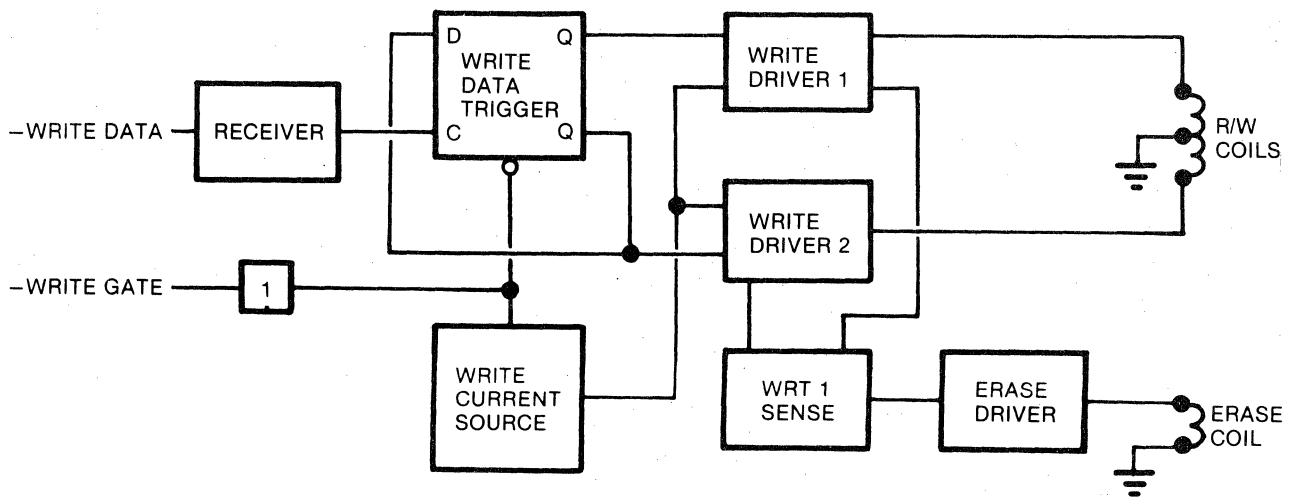 D
Q
WRITE
DATA
TRIGGER
C
Q
WRITE
DRIVER 1
–WRITE DATA
RECEIVER
R/W
COILS
WRITE
DRIVER 2
–WRITE GATE
1
WRITE
CURRENT
SOURCE
WRT 1
SENSE
ERASE
DRIVER
ERASE
COIL